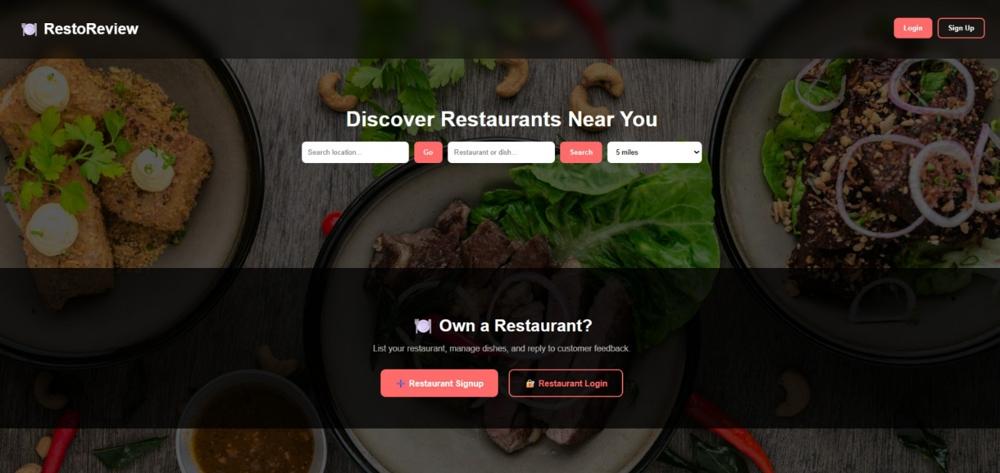 RestoReview
Login
Sign Up
Discover Restaurants Near You
Search location...
Go
Restaurant or dish...
Search
5 miles
Own a Restaurant?
List your restaurant, manage dishes, and reply to customer feedback.
Restaurant Signup
Restaurant Login